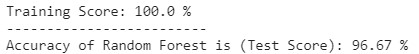 Training Score: 100.0 %
-------------------------
Accuracy of Random Forest is (Test Score): 96.67 %